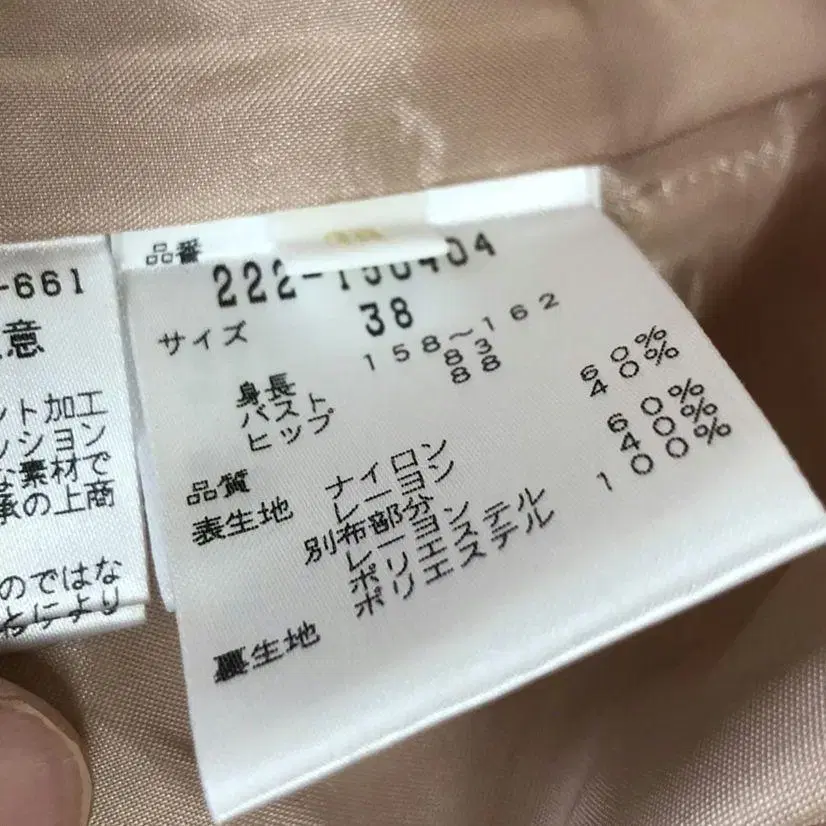 -661
意
ット加工
ッション
な素材で
承の上商
のではな
とにより
品番
222-150404
サイズ 38
身長 158〜162
バスト 83
ヒップ 88
品質
表生地 ナイロン 60%
レーヨン 40%
別布部分
レーヨン 60%
ポリエステル 40%
裏生地 ポリエステル 100%